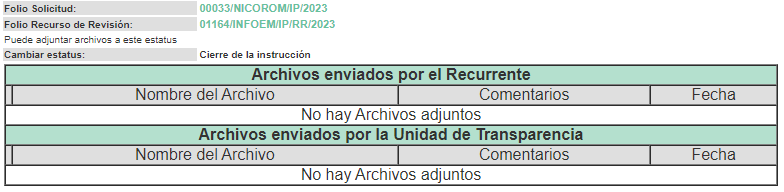 Folio Solicitud: 00033/NICOROM/IP/2023
Folio Recurso de Revisión: 01164/INFOEM/IP/RR/2023
Puede adjuntar archivos a este estatus
Cambiar estatus: Cierre de la instrucción
Archivos enviados por el Recurrente
Nombre del Archivo Comentarios Fecha
No hay Archivos adjuntos
Archivos enviados por la Unidad de Transparencia
Nombre del Archivo Comentarios Fecha
No hay Archivos adjuntos